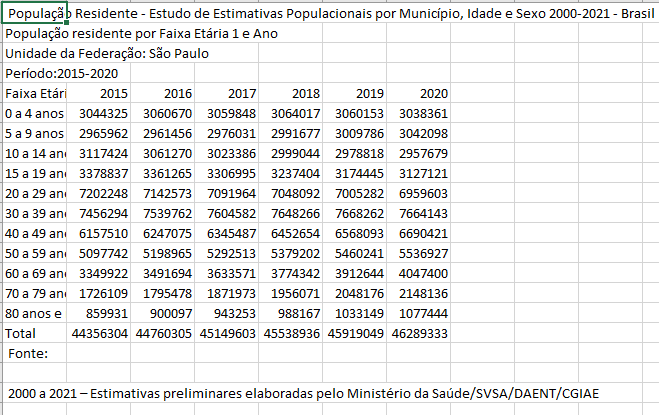 População Residente - Estudo de Estimativas Populacionais por Município, Idade e Sexo 2000-2021 - Brasil
População residente por Faixa Etária 1 e Ano
Unidade da Federação: São Paulo
Período:2015-2020
Faixa Etári 2015 2016 2017 2018 2019 2020
0 a 4 anos 3044325 3060670 3059848 3064017 3060153 3038361
5 a 9 anos 2965962 2961456 2976031 2991677 3009786 3042098
10 a 14 an 3117424 3061270 3023386 2999044 2978818 2957679
15 a 19 an 3378837 3361265 3306995 3237404 3174445 3127121
20 a 29 an 7202248 7142573 7091964 7048092 7005282 6959603
30 a 39 an 7456294 7539762 7604582 7648266 7668262 7664143
40 a 49 an 6157510 6247075 6345487 6452654 6568093 6690421
50 a 59 an 5097742 5198965 5292513 5379202 5460241 5536927
60 a 69 an 3349922 3491694 3633571 3774342 3912644 4047400
70 a 79 an 1726109 1795478 1871973 1956071 2048176 2148136
80 anos e 859931 900097 943253 988167 1033149 1077444
Total 44356304 44760305 45149603 45538936 45919049 46289333
Fonte:
2000 a 2021 – Estimativas preliminares elaboradas pelo Ministério da Saúde/SVSA/DAENT/CGIAE